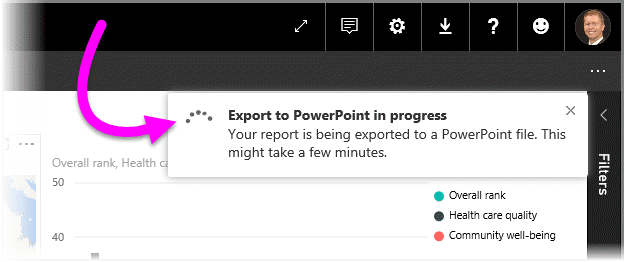 Export to PowerPoint in progress
Your report is being exported to a PowerPoint file. This
might take a few minutes.
Filters
Overall rank, Health ca
50
Overall rank
Health care quality
40
Community well-being